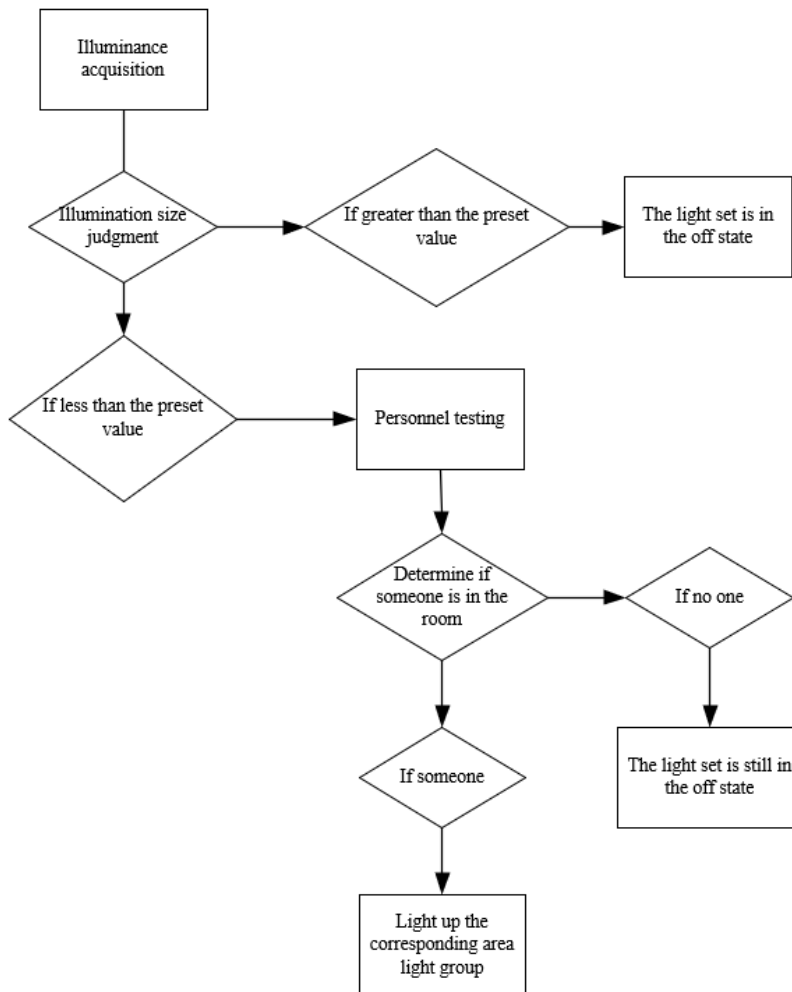 Illuminance
acquisition
Illumination size
judgment
If greater than the preset
value
The light set is in
the off state
If less than the preset
value
Personnel testing
Determine if
someone is in the
room
If no one
If someone
The light set is still in
the off state
Light up the
corresponding area
light group